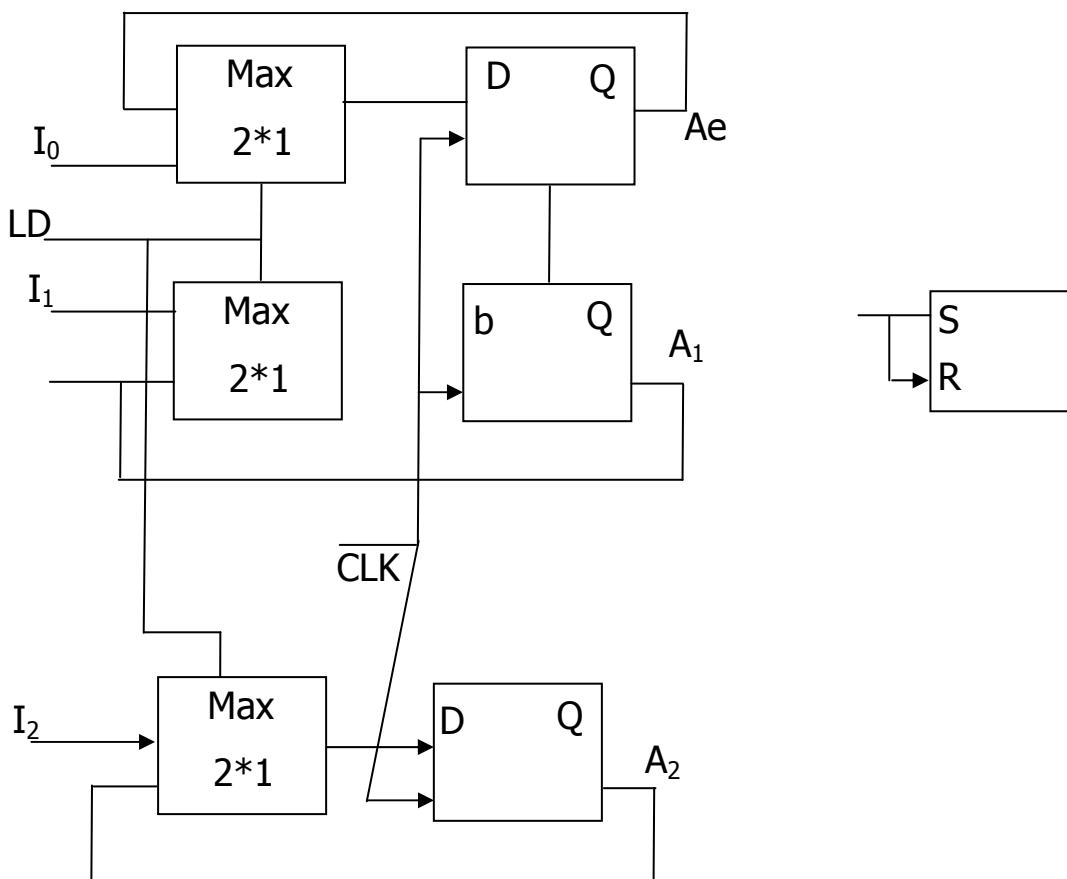 Max
2*1
D Q
Ae
I₀
LD
I₁
Max
2*1
b Q
A₁
S
R
CLK
I₂
Max
2*1
D Q
A₂